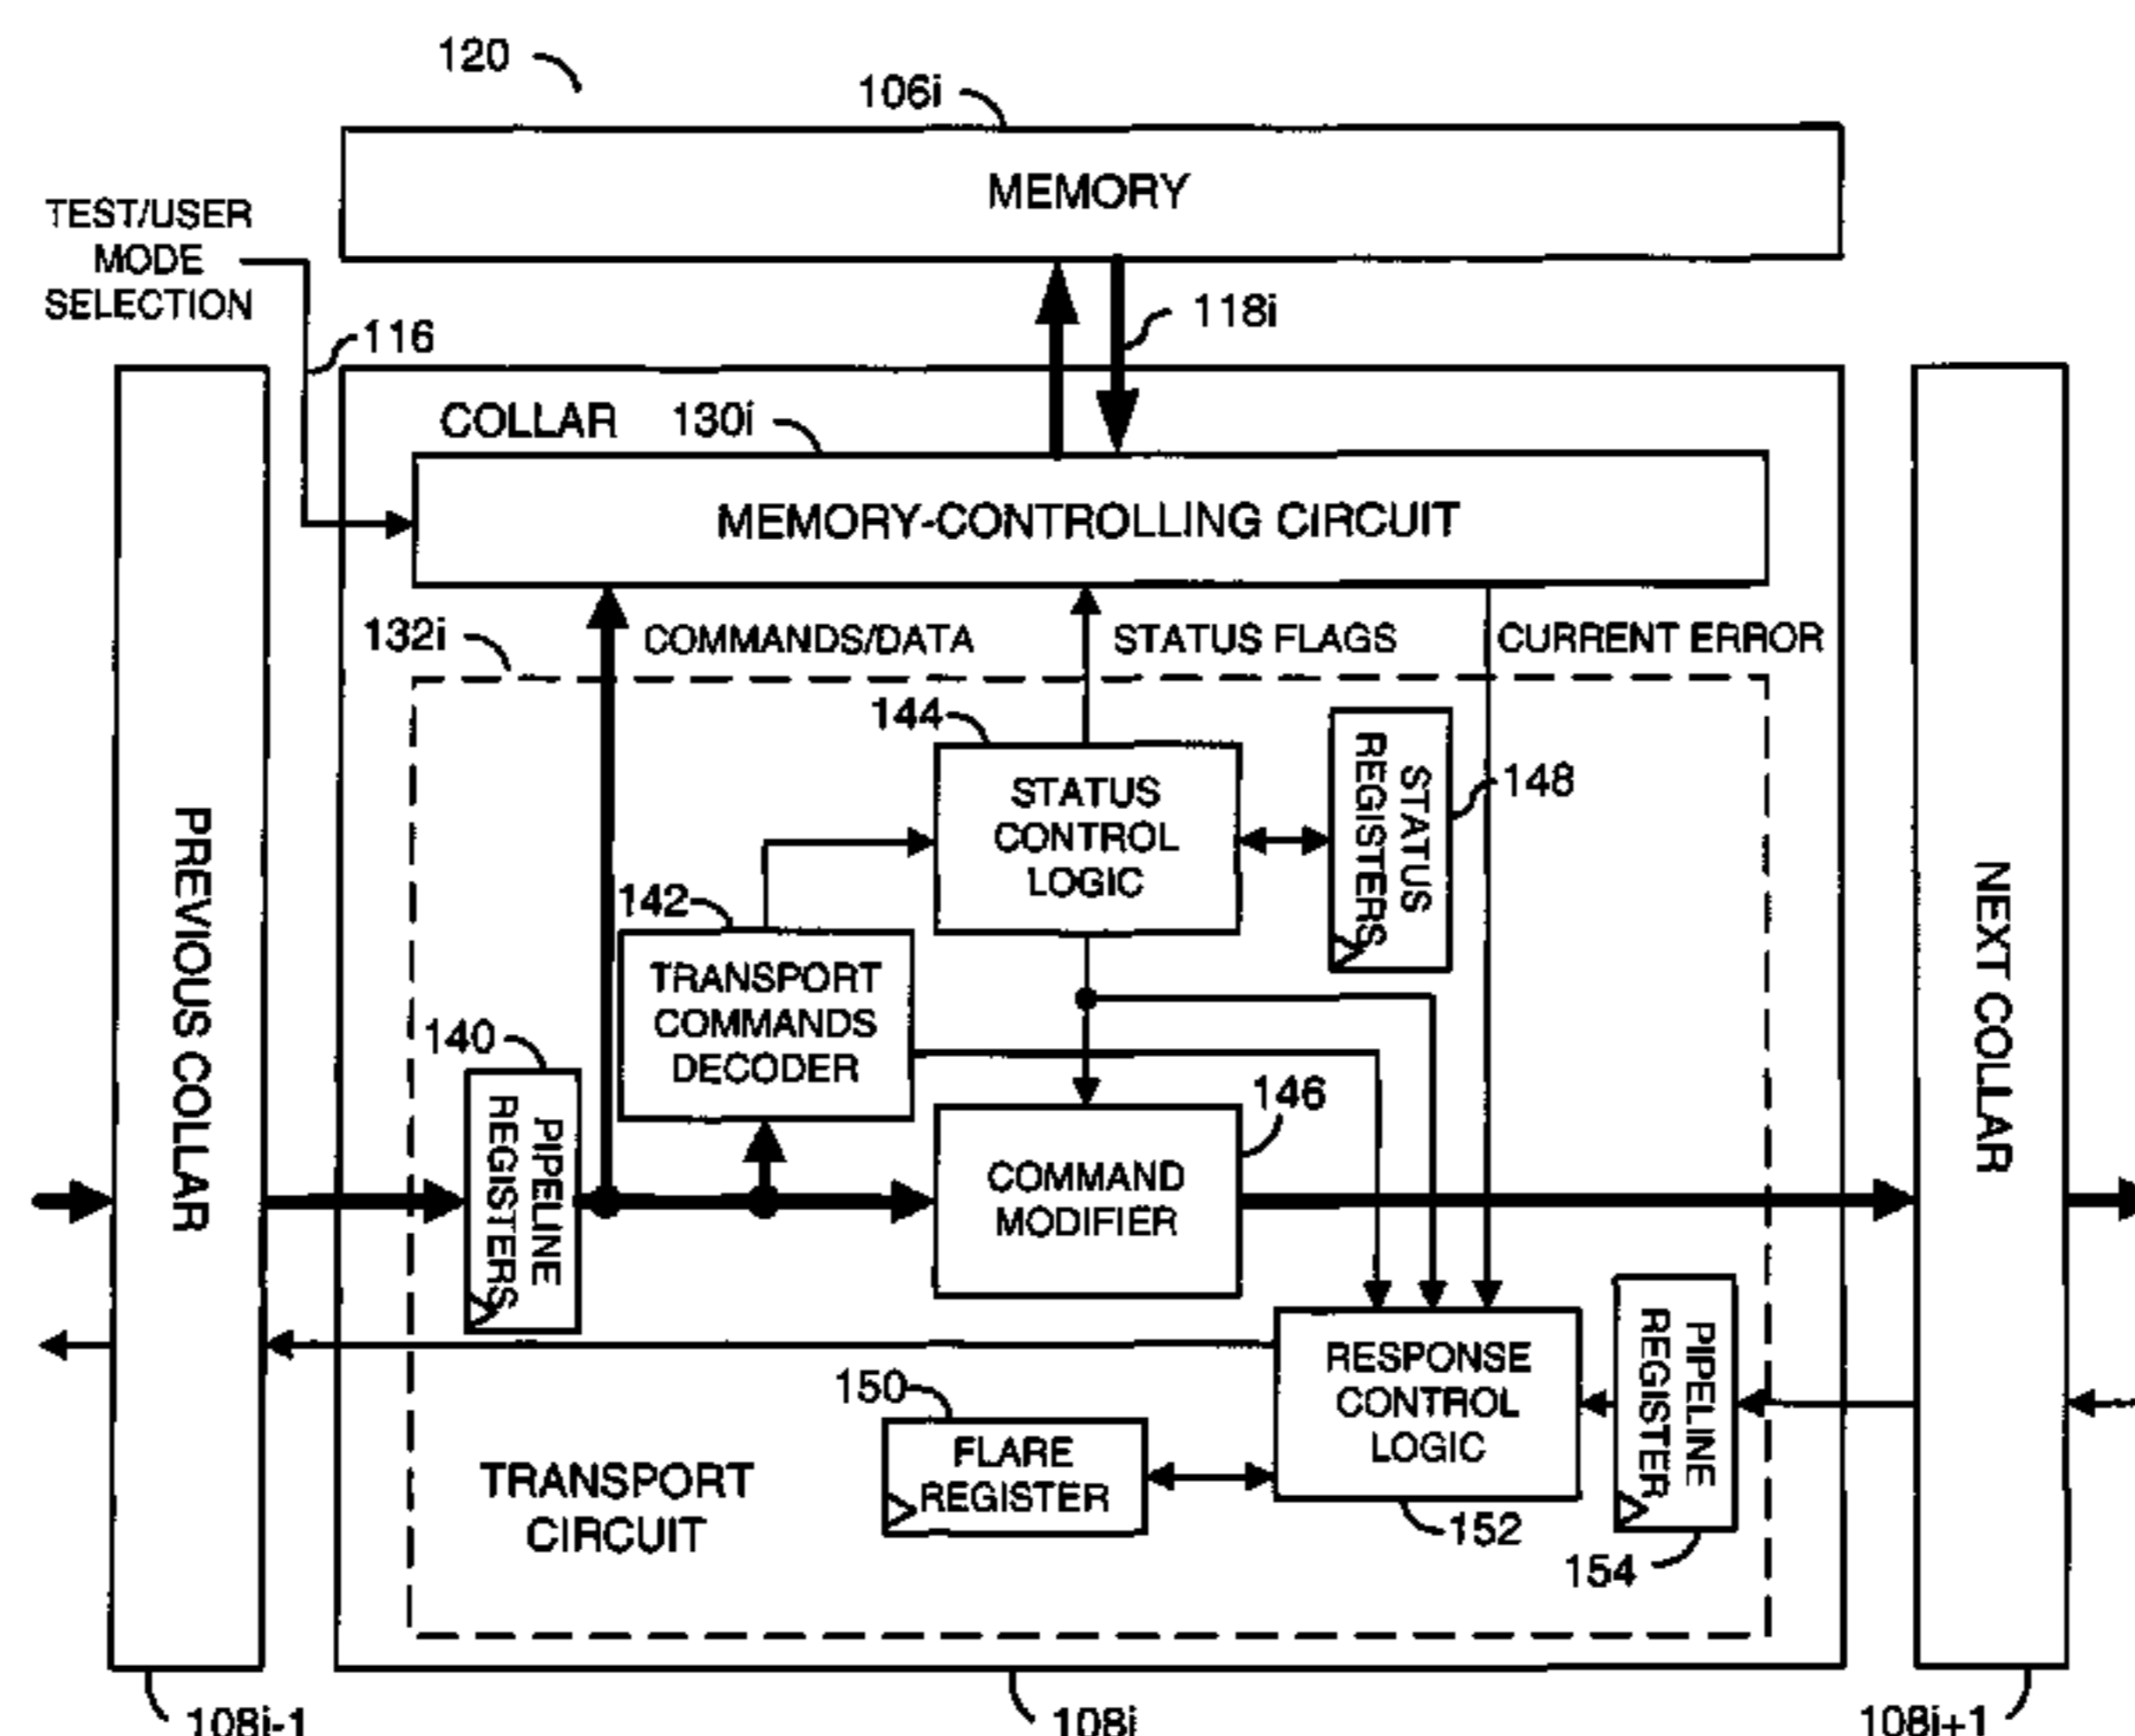 120
106i
MEMORY
TEST/USER
MODE
SELECTION
116
118i
COLLAR
130i
MEMORY-CONTROLLING CIRCUIT
132i
COMMANDS/DATA
STATUS FLAGS
CURRENT ERROR
144
STATUS
CONTROL
LOGIC
STATUS
REGISTERS
148
142
TRANSPORT
COMMANDS
DECODER
PREVIOUS COLLAR
NEXT COLLAR
140
PIPELINE
REGISTERS
146
COMMAND
MODIFIER
150
FLARE
REGISTER
RESPONSE
CONTROL
LOGIC
152
PIPELINE
REGISTER
154
TRANSPORT
CIRCUIT
108i-1
108i
108i+1